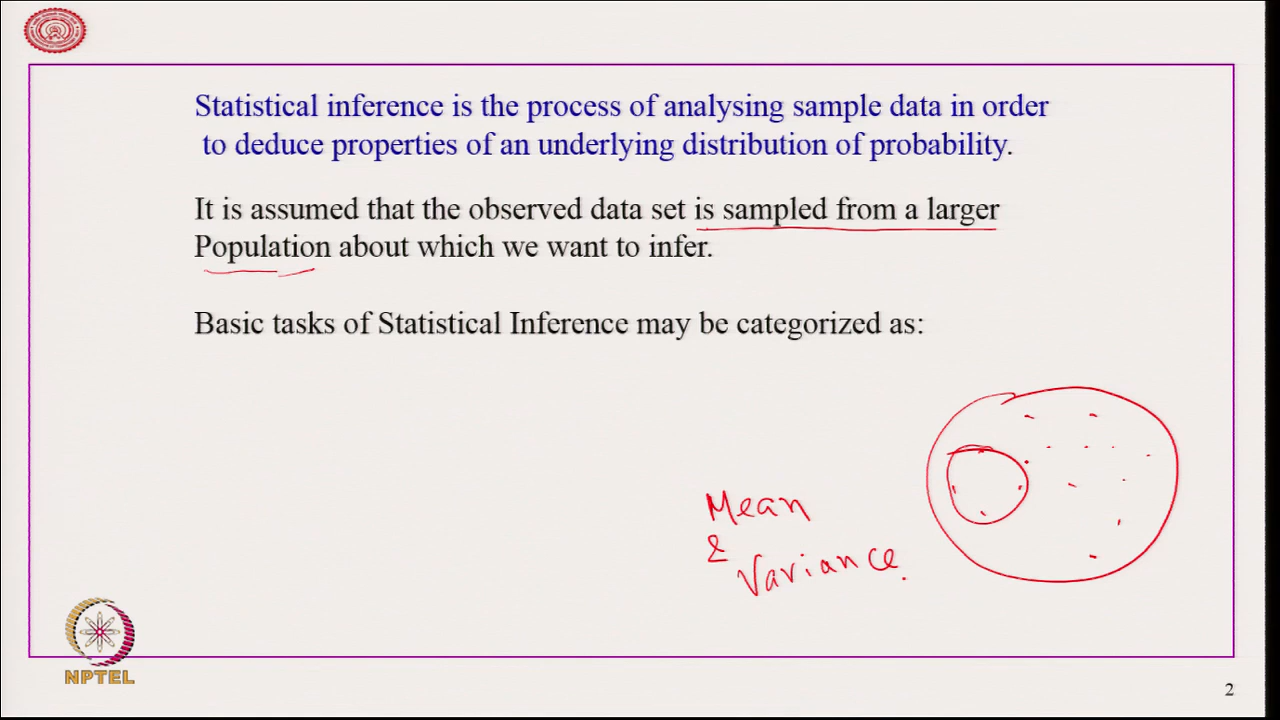 Statistical inference is the process of analysing sample data in order
to deduce properties of an underlying distribution of probability.
It is assumed that the observed data set is sampled from a larger
Population about which we want to infer.
Basic tasks of Statistical Inference may be categorized as:
Mean
&
Variance.
NPTEL
2